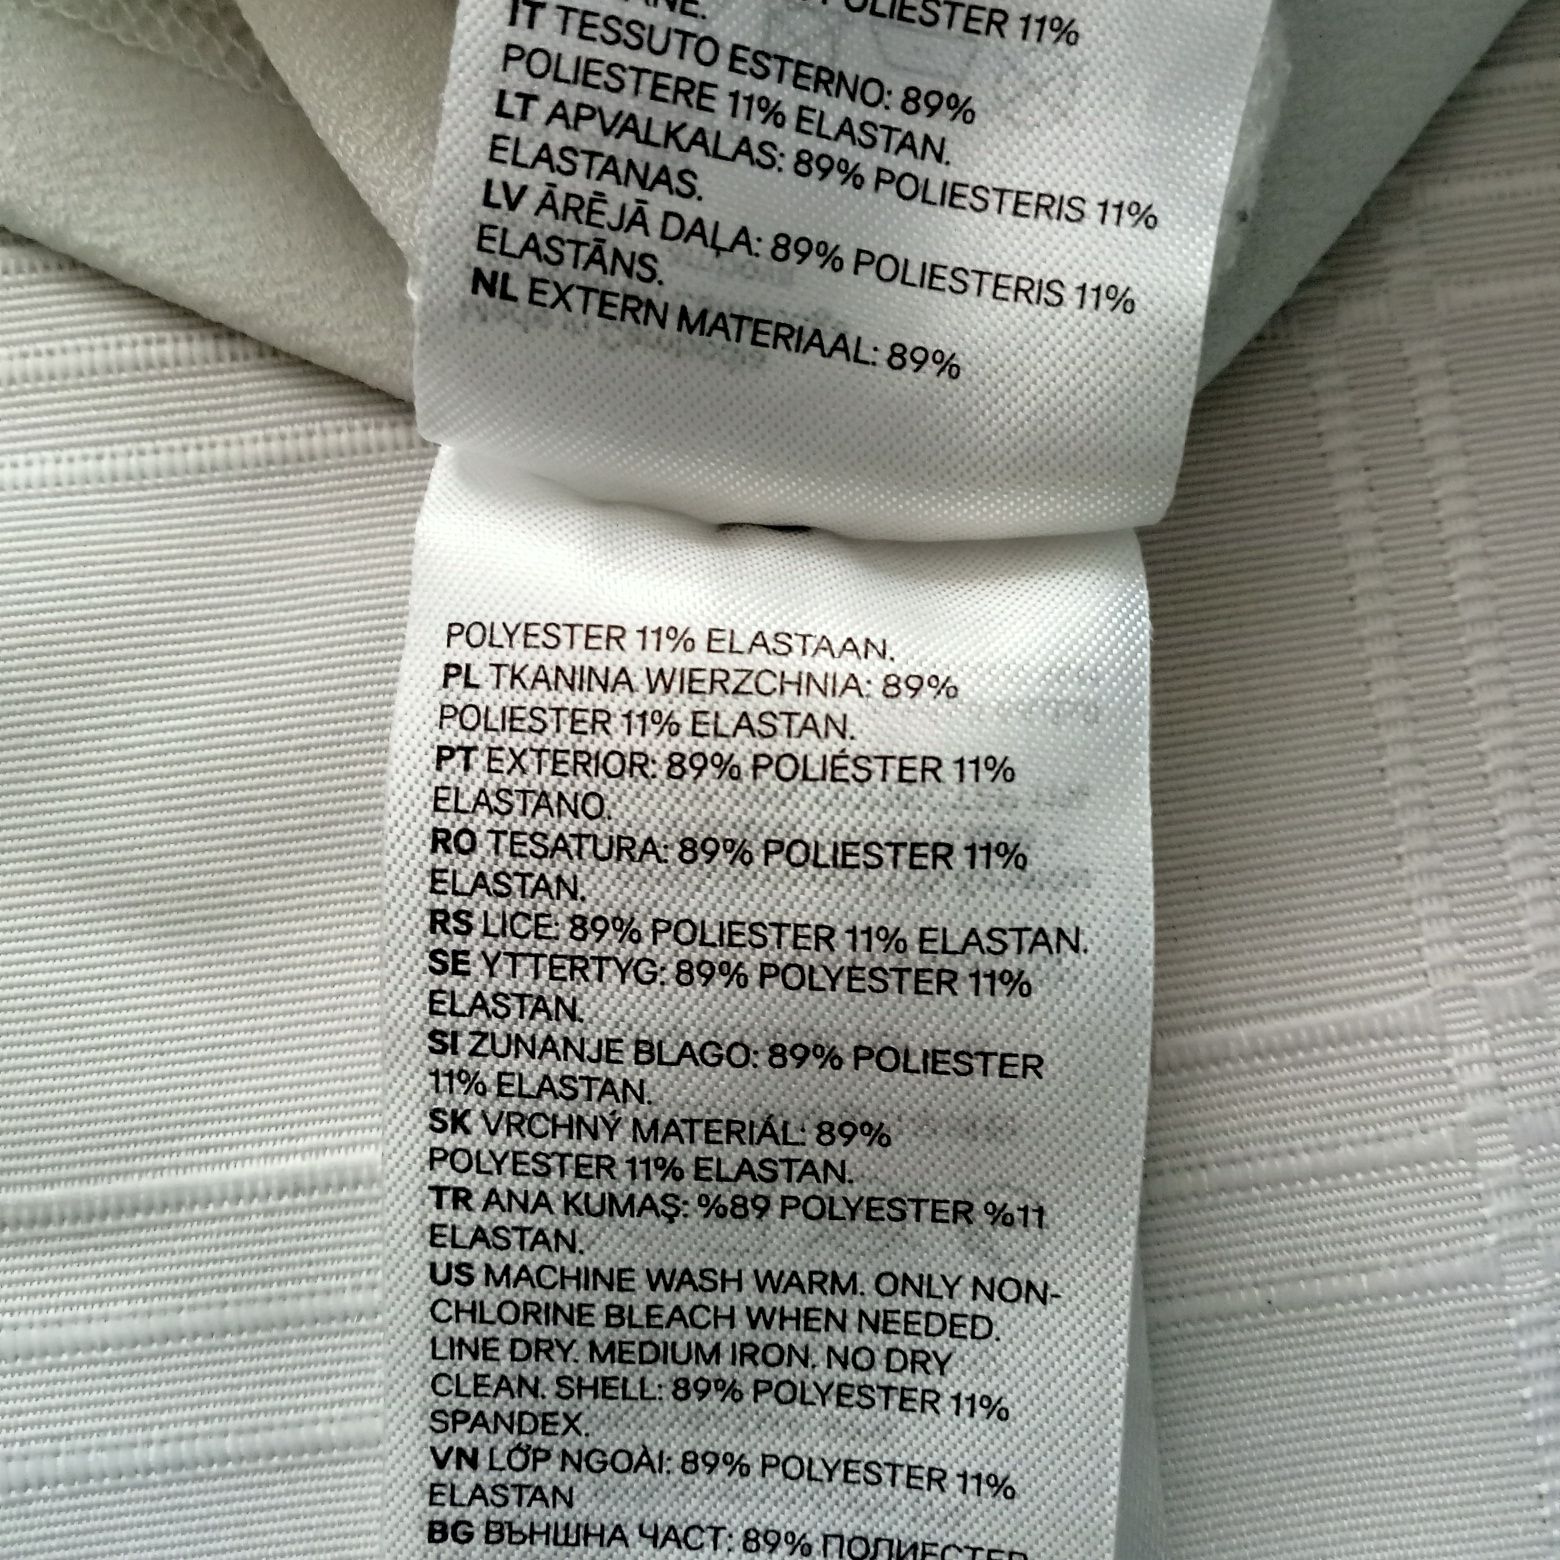 POLIESTER 11%
IT TESSUTO ESTERNO: 89%
POLIESTERE 11% ELASTAN.
LT APVALKALAS: 89% POLIESTERIS 11%
ELASTANAS.
LV ĀRĒJĀ DAĻA: 89% POLIESTERIS 11%
ELASTĀNS.
NL EXTERN MATERIAAL: 89%
POLYESTER 11% ELASTAAN.
PL TKANINA WIERZCHNIA: 89%
POLIESTER 11% ELASTAN.
PT EXTERIOR: 89% POLIÉSTER 11%
ELASTANO.
RO TESATURA: 89% POLIESTER 11%
ELASTAN.
RS LICE: 89% POLIESTER 11% ELASTAN.
SE YTTERTYG: 89% POLYESTER 11%
ELASTAN.
SI ZUNANJE BLAGO: 89% POLIESTER
11% ELASTAN.
SK VRCHNÝ MATERIÁL: 89%
POLYESTER 11% ELASTAN.
TR ANA KUMAŞ: %89 POLYESTER %11
ELASTAN.
US MACHINE WASH WARM. ONLY NON-
CHLORINE BLEACH WHEN NEEDED.
LINE DRY. MEDIUM IRON. NO DRY
CLEAN. SHELL: 89% POLYESTER 11%
SPANDEX.
VN LỚP NGOÀI: 89% POLYESTER 11%
ELASTAN
BG ВЪНШНА ЧАСТ: 89% ПОЛИЕСТЕР